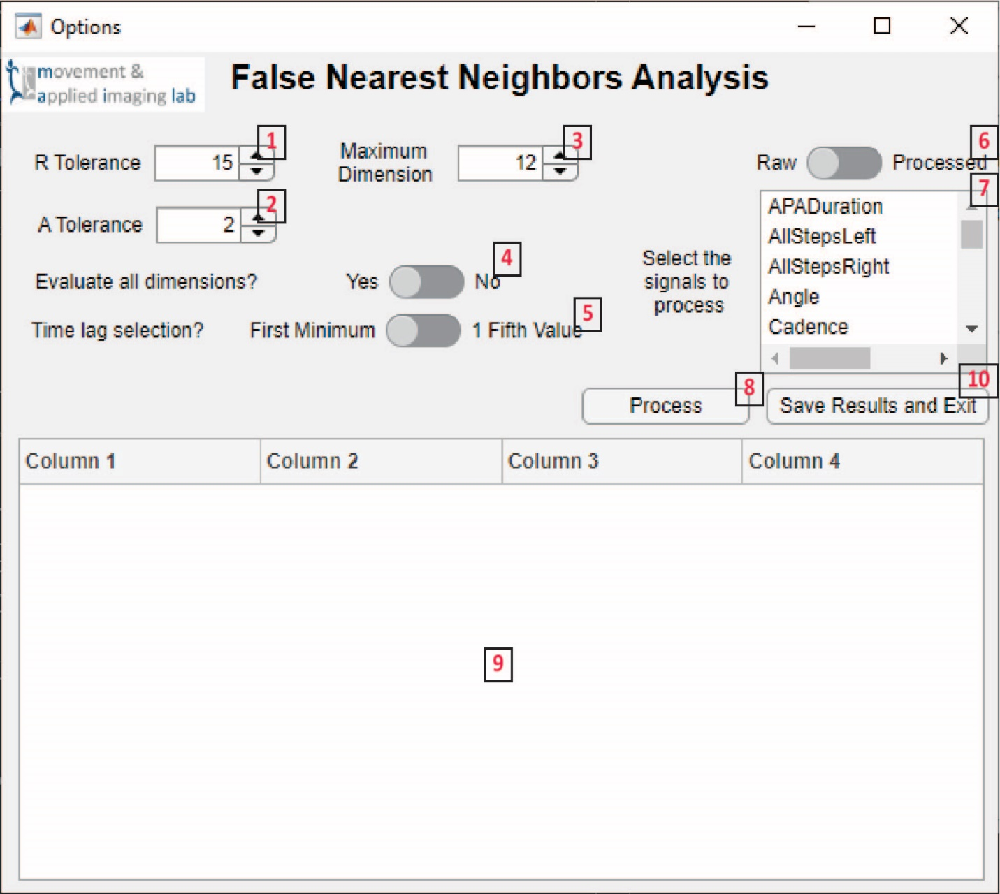 Options
movement &
applied imaging lab
False Nearest Neighbors Analysis
1
R Tolerance 15
3
Maximum
Dimension
12
6
Raw Processed
2
A Tolerance 2
7
APADuration
AllStepsLeft
AllStepsRight
Angle
Cadence
4
Evaluate all dimensions? Yes No
Select the
signals to
process
5
Time lag selection? First Minimum 1 Fifth Value
8
Process
10
Save Results and Exit
Column 1 Column 2 Column 3 Column 4
9